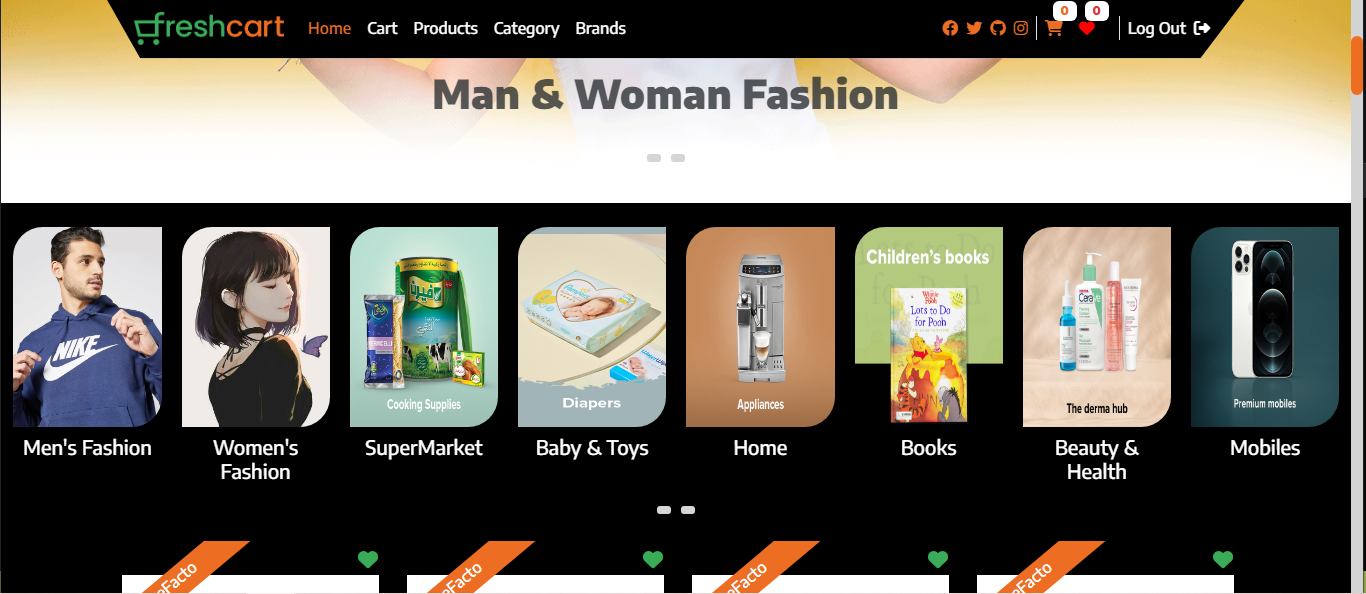 freshcart
Home Cart Products Category Brands
0 0
Log Out
Man & Woman Fashion
NIKE
Cooking Supplies
Diapers
Appliances
Children's books
Winnie the Pooh
Lots to Do
for Pooh
CeraVe
The derma hub
Premium mobiles
Men's Fashion
Women's
Fashion
SuperMarket
Baby & Toys
Home
Books
Beauty &
Health
Mobiles
eFacto
eFacto
eFacto
eFacto